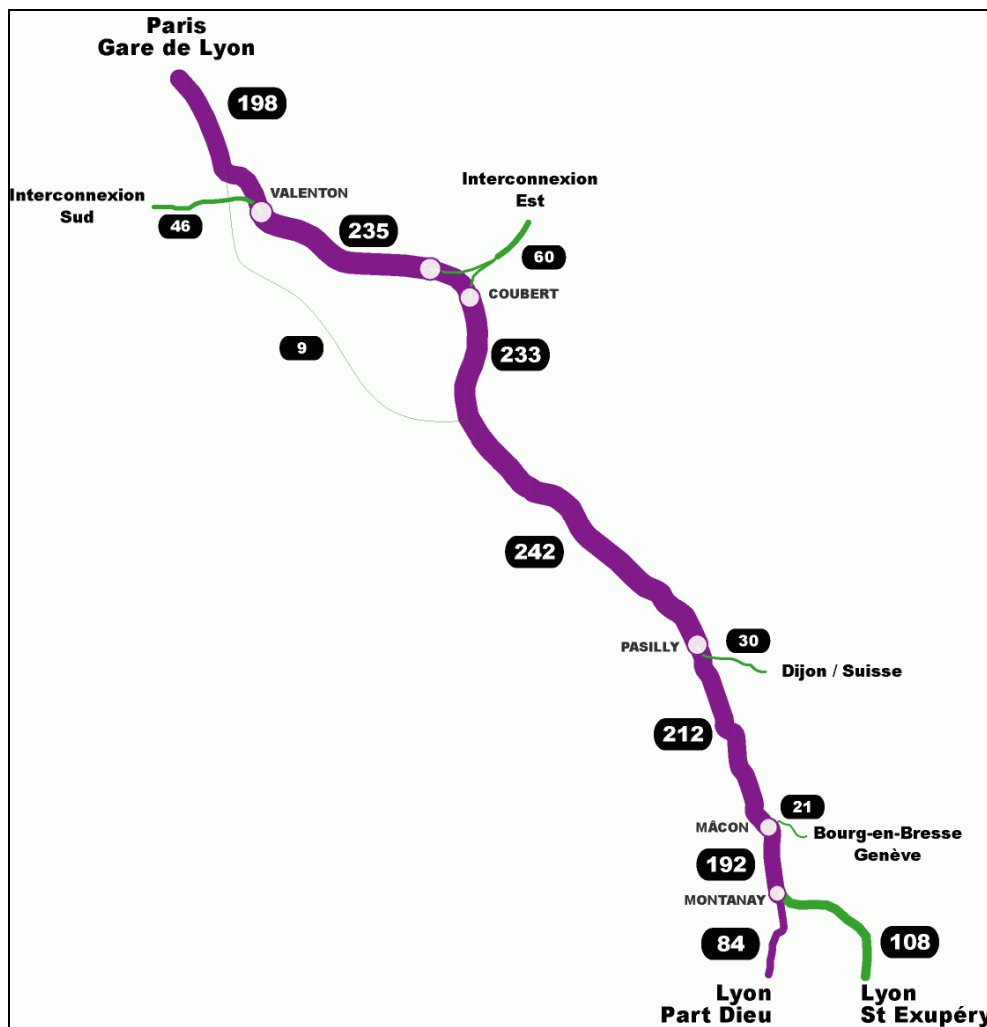 Paris
Gare de Lyon
198
Interconnexion
Est
VALENTON
Interconnexion
Sud
46
235
60
COUBERT
9
233
242
30
PASILLY
Dijon / Suisse
212
21
MÂCON
Bourg-en-Bresse
Genève
192
MONTANAY
84
108
Lyon
Part Dieu
Lyon
St Exupéry